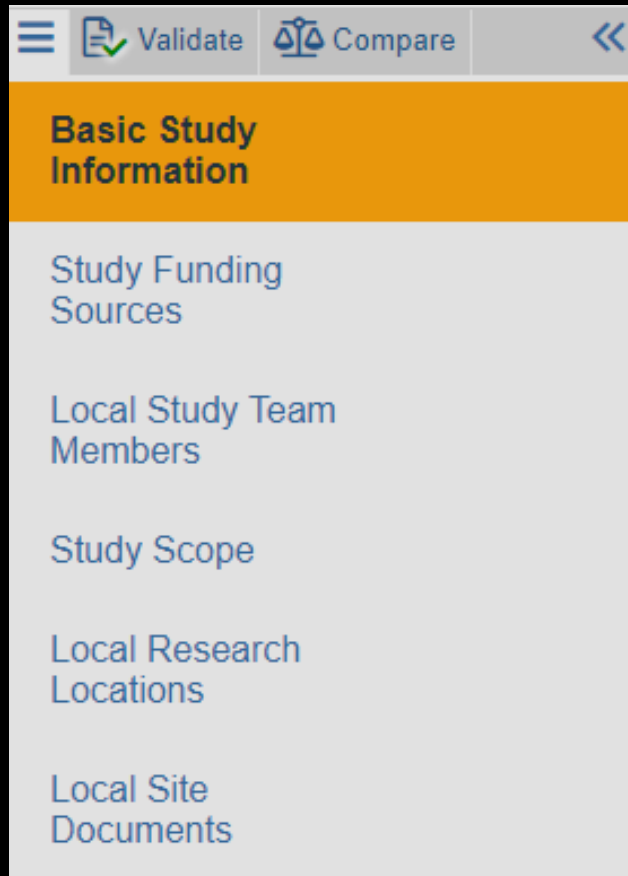 Validate Compare
Basic Study
Information
Study Funding
Sources
Local Study Team
Members
Study Scope
Local Research
Locations
Local Site
Documents